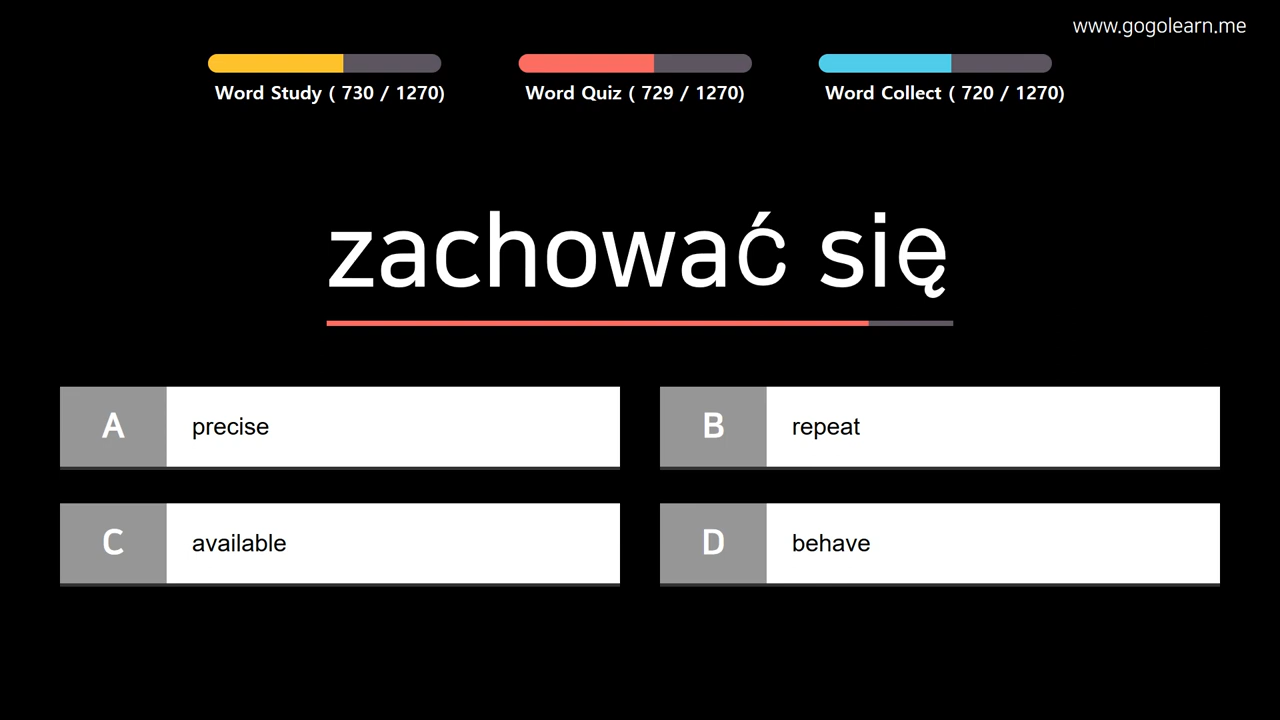 www.gogolearn.me
Word Study ( 730 / 1270)
Word Quiz ( 729 / 1270)
Word Collect ( 720 / 1270)
zachować się
A precise
B repeat
C available
D behave